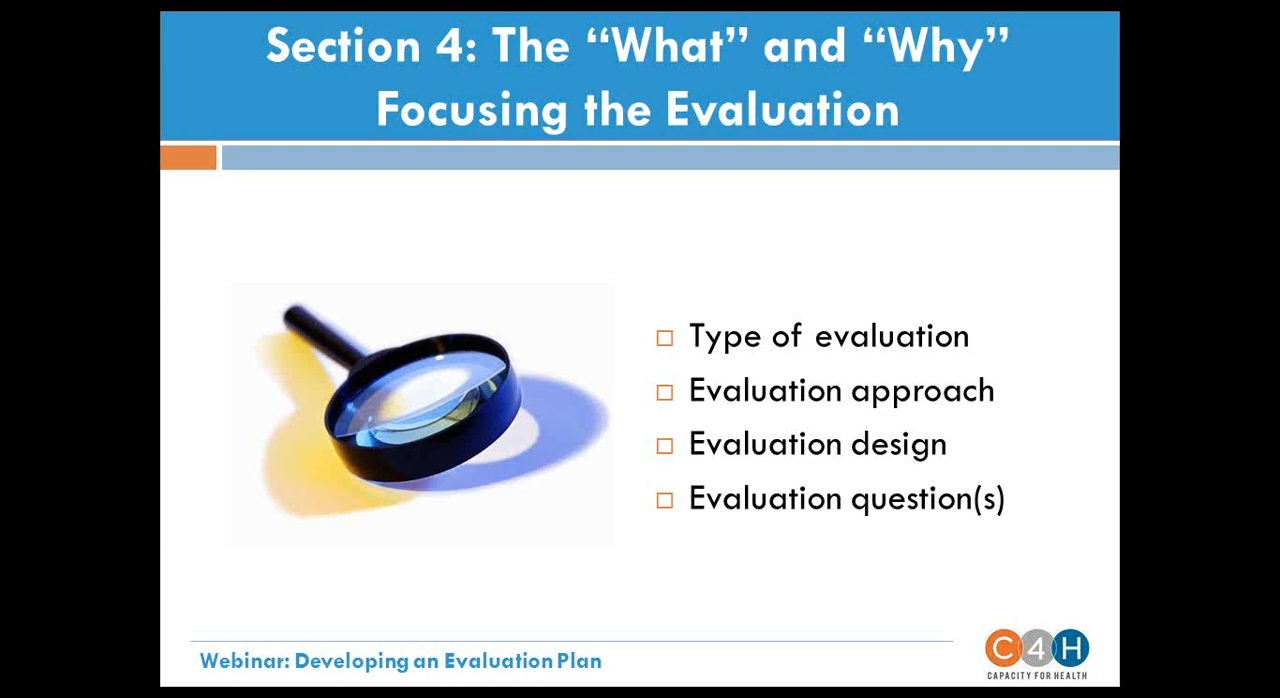 Section 4: The “What” and “Why”
Focusing the Evaluation
Type of evaluation
Evaluation approach
Evaluation design
Evaluation question(s)
Webinar: Developing an Evaluation Plan
C4H
CAPACITY FOR HEALTH